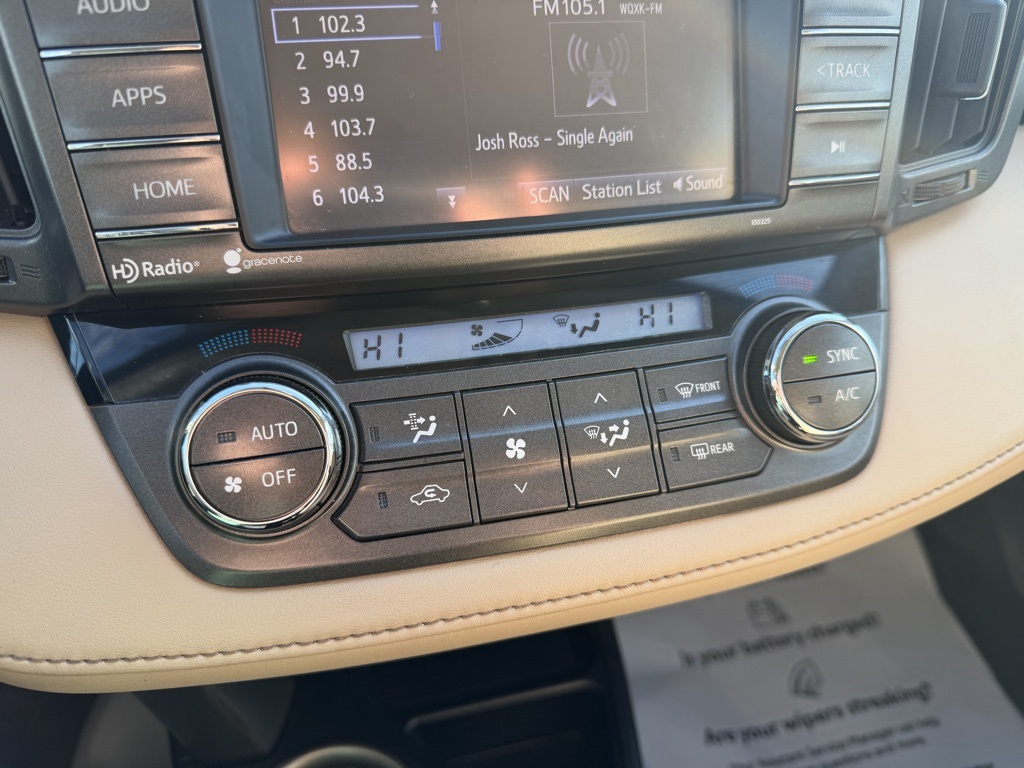 AUDIO
APPS
HOME
1 102.3
2 94.7
3 99.9
4 103.7
5 88.5
6 104.3
FM105.1 WQXK-FM
Josh Ross – Single Again
SCAN Station List Sound
<TRACK
100325
HD Radio®
gracenote
HI HI
AUTO
OFF
FRONT
REAR
SYNC
A/C
Is your battery charged?
Are your wipers streaking?